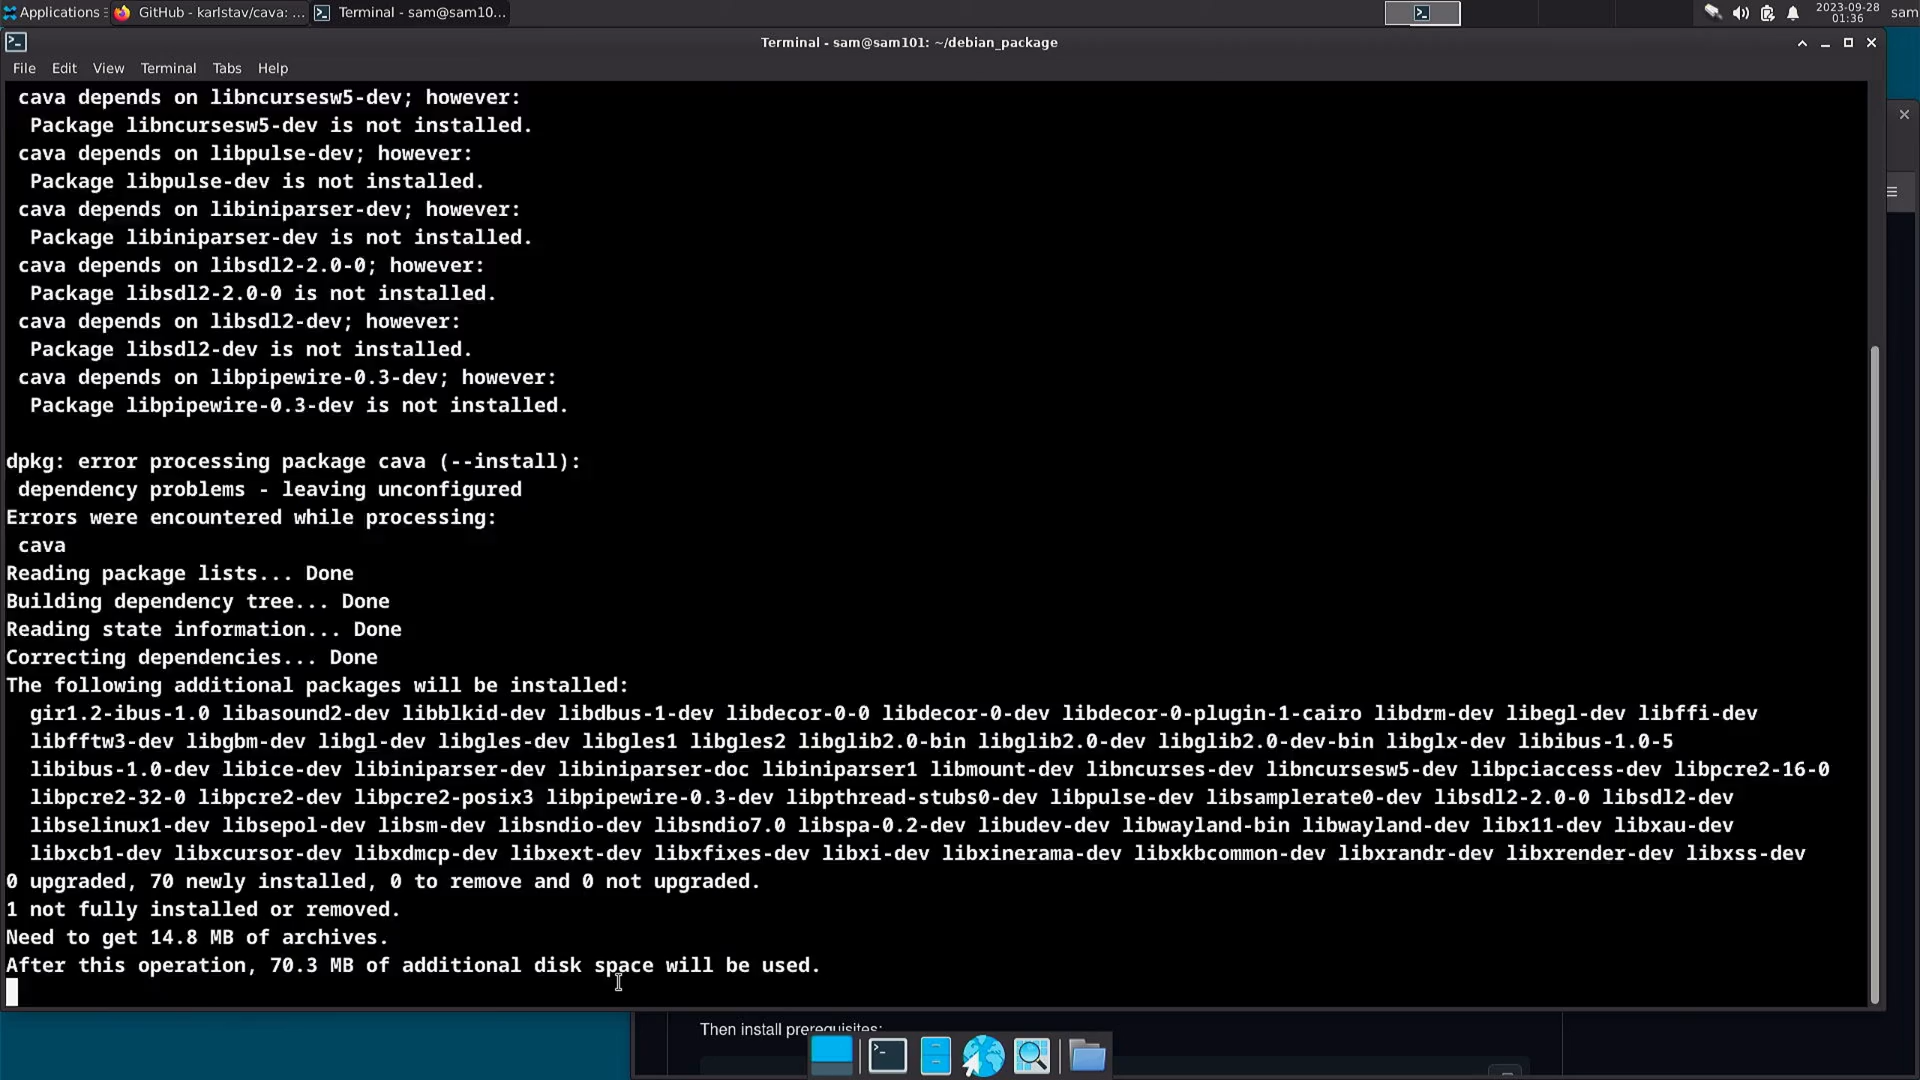 Applications
GitHub - karlstav/cava: ...
Terminal - sam@sam10...
2023-09-28
01:36
sam
Terminal - sam@sam101: ~/debian_package
File Edit View Terminal Tabs Help
cava depends on libncursesw5-dev; however:
Package libncursesw5-dev is not installed.
cava depends on libpulse-dev; however:
Package libpulse-dev is not installed.
cava depends on libiniparser-dev; however:
Package libiniparser-dev is not installed.
cava depends on libsdl2-2.0-0; however:
Package libsdl2-2.0-0 is not installed.
cava depends on libsdl2-dev; however:
Package libsdl2-dev is not installed.
cava depends on libpipewire-0.3-dev; however:
Package libpipewire-0.3-dev is not installed.
dpkg: error processing package cava (--install):
dependency problems - leaving unconfigured
Errors were encountered while processing:
cava
Reading package lists... Done
Building dependency tree... Done
Reading state information... Done
Correcting dependencies... Done
The following additional packages will be installed:
gir1.2-ibus-1.0 libasound2-dev libblkid-dev libdbus-1-dev libdecor-0-0 libdecor-0-dev libdecor-0-plugin-1-cairo libdrm-dev libegl-dev libffi-dev
libfftw3-dev libgbm-dev libgl-dev libgles-dev libgles1 libgles2 libglib2.0-bin libglib2.0-dev libglib2.0-dev-bin libglx-dev libibus-1.0-5
libibus-1.0-dev libice-dev libiniparser-dev libiniparser-doc libiniparser1 libmount-dev libncurses-dev libncursesw5-dev libpciaccess-dev libpcre2-16-0
libpcre2-32-0 libpcre2-dev libpcre2-posix3 libpipewire-0.3-dev libpthread-stubs0-dev libpulse-dev libsamplerate0-dev libsdl2-2.0-0 libsdl2-dev
libselinux1-dev libsepol-dev libsm-dev libsndio-dev libsndio7.0 libspa-0.2-dev libudev-dev libwayland-bin libwayland-dev libx11-dev libxau-dev
libxcb1-dev libxcursor-dev libxdmcp-dev libxext-dev libxfixes-dev libxi-dev libxinerama-dev libxkbcommon-dev libxrandr-dev libxrender-dev libxss-dev
0 upgraded, 70 newly installed, 0 to remove and 0 not upgraded.
1 not fully installed or removed.
Need to get 14.8 MB of archives.
After this operation, 70.3 MB of additional disk space will be used.
Then install prerequisites: